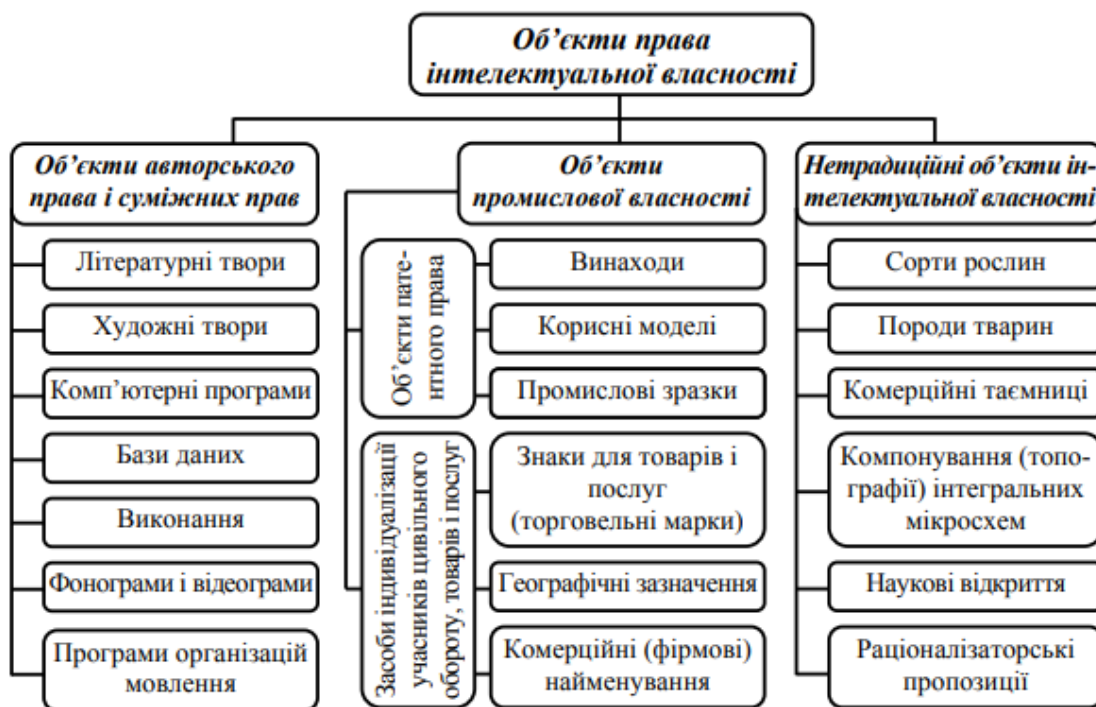 Об’єкти права
інтелектуальної власності
Об’єкти авторського
права і суміжних прав
Літературні твори
Художні твори
Комп’ютерні програми
Бази даних
Виконання
Фонограми і відеограми
Програми організацій
мовлення
Об’єкти
промислової власності
Об’єкти пате-
нтного права
Винаходи
Корисні моделі
Промислові зразки
Засоби індивідуалізації
учасників цивільного
обороту, товарів і послуг
Знаки для товарів і
послуг
(торговельні марки)
Географічні зазначення
Комерційні (фірмові)
найменування
Нетрадиційні об’єкти ін-
телектуальної власності
Сорти рослин
Породи тварин
Комерційні таємниці
Компонування (топо-
графії) інтегральних
мікросхем
Наукові відкриття
Раціоналізаторські
пропозиції